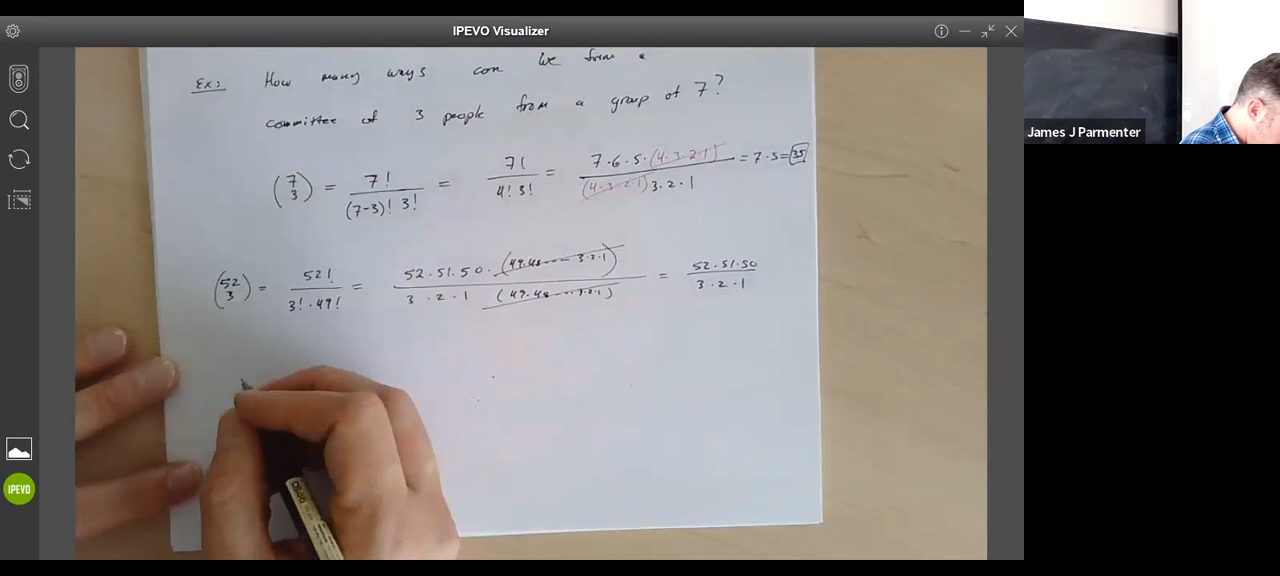 IPEVO Visualizer
Ex: How many ways can we form a
committee of 3 people from a group of 7?
(7 3) = 7! / (7-3)! 3! = 7! / 4! 3! = 7·6·5·(4·3·2·1) / (4·3·2·1) 3·2·1 = 7·5 = 35
(52 3) = 52! / 3!·49! = 52·51·50·(49·48---3·2·1) / 3·2·1 (49·48---3·2·1) = 52·51·50 / 3·2·1
James J Parmenter
IPEVO